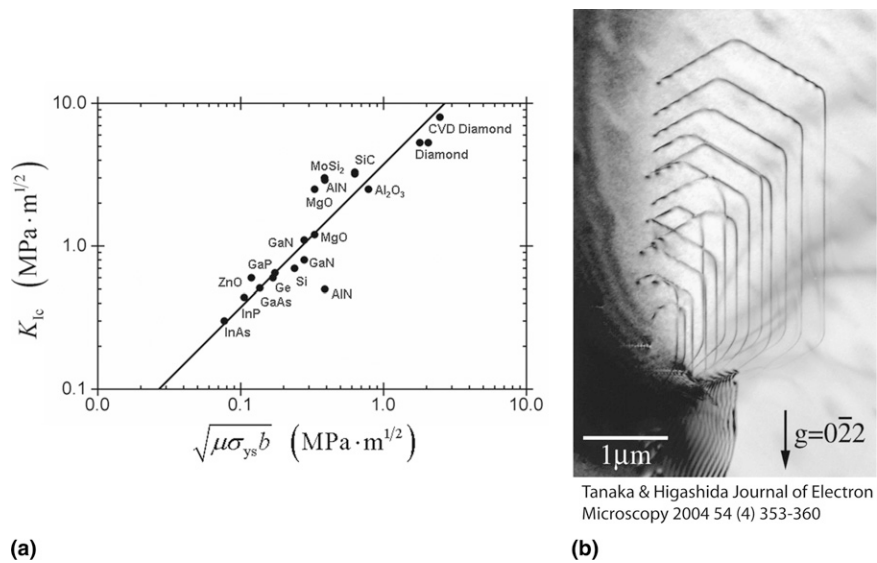 10.0
CVD Diamond
Diamond
MoSi₂
SiC
AlN
Al₂O₃
MgO
GaN
MgO
GaP
GaN
ZnO
Ge
Si
GaAs
AlN
InP
InAs
1.0
0.1
K_Ic (MPa·m^1/2)
0.0
0.1
1.0
10.0
√μσ_ys b (MPa·m^1/2)
(a)
1μm
g=02̄2
Tanaka & Higashida Journal of Electron
Microscopy 2004 54 (4) 353-360
(b)